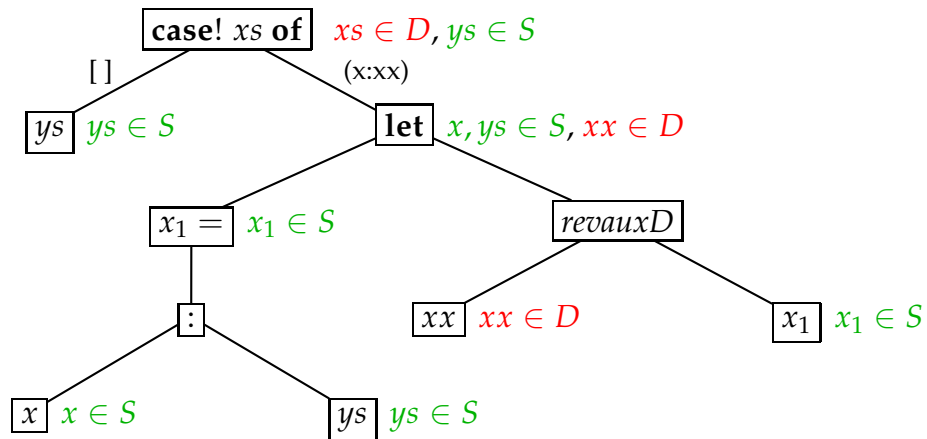 case! xs of xs ∈ D, ys ∈ S
[ ] (x:xx)
ys ys ∈ S let x, ys ∈ S, xx ∈ D
x₁ = x₁ ∈ S revauxD
: xx xx ∈ D x₁ x₁ ∈ S
x x ∈ S ys ys ∈ S